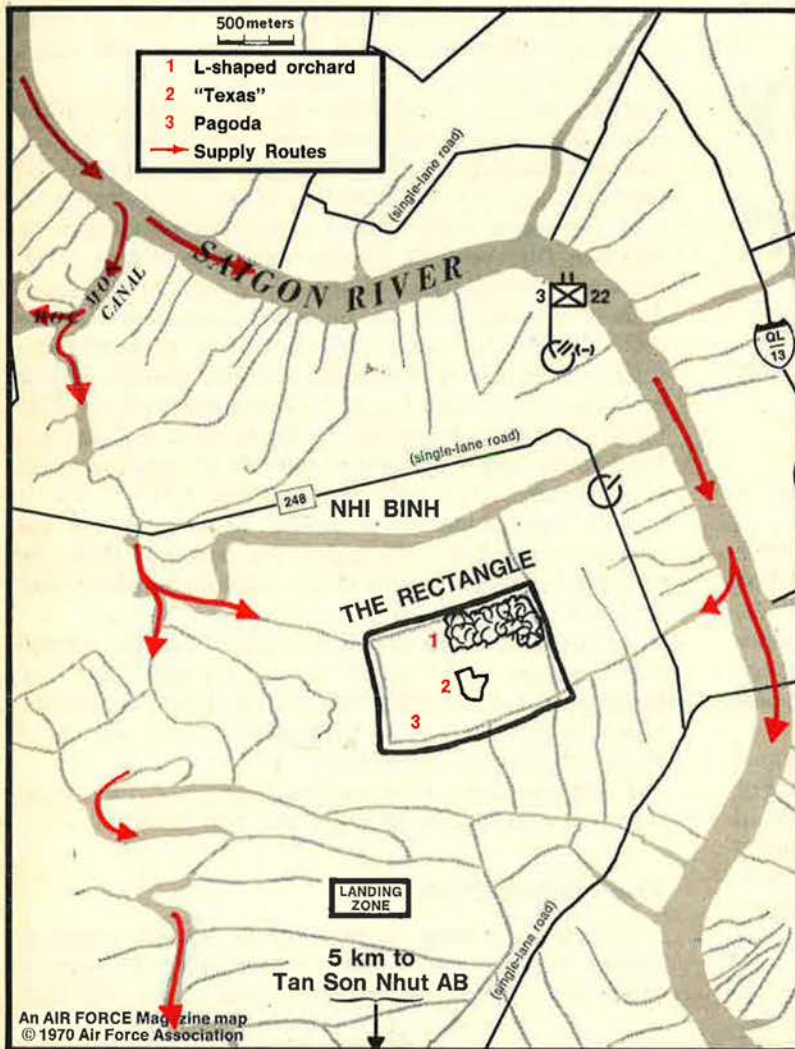 500 meters
1 L-shaped orchard
2 "Texas"
3 Pagoda
Supply Routes
(single-lane road)
SAIGON RIVER
HOC MON
CANAL
3 22
(-)
QL
13
(single-lane road)
248
NHI BINH
THE RECTANGLE
1
2
3
LANDING
ZONE
5 km to
Tan Son Nhut AB
(single-lane road)
An AIR FORCE Magazine map
© 1970 Air Force Association